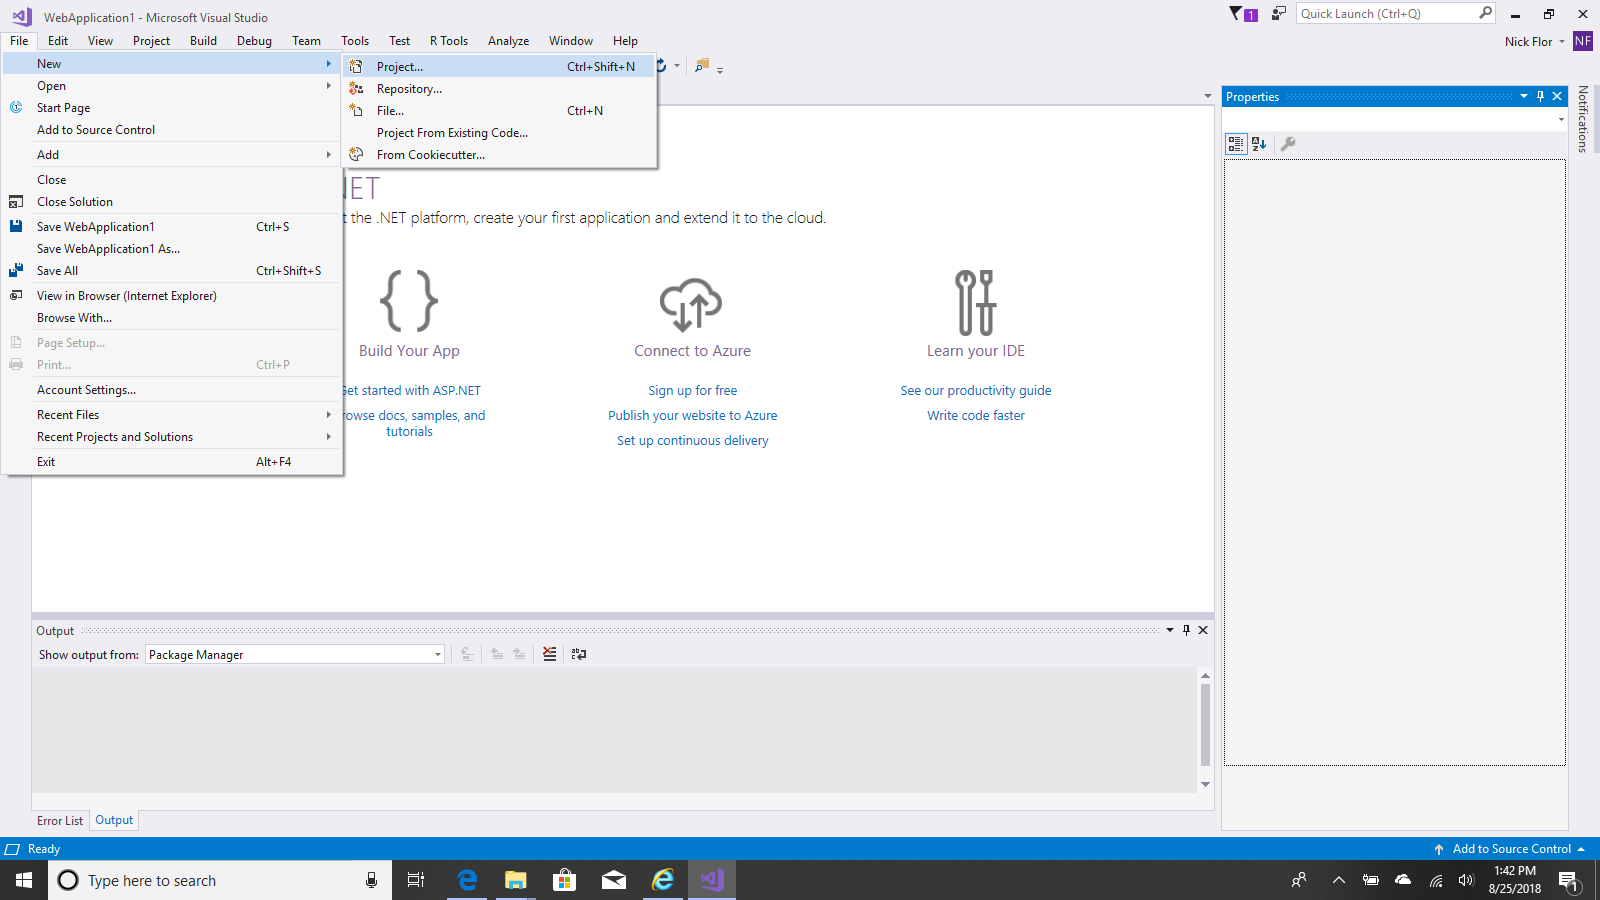 WebApplication1 - Microsoft Visual Studio
1
Quick Launch (Ctrl+Q)
File Edit View Project Build Debug Team Tools Test R Tools Analyze Window Help
Nick Flor NF
New
Open
Start Page
Add to Source Control
Add
Close
Close Solution
Save WebApplication1 Ctrl+S
Save WebApplication1 As...
Save All Ctrl+Shift+S
View in Browser (Internet Explorer)
Browse With...
Page Setup...
Print... Ctrl+P
Account Settings...
Recent Files
Recent Projects and Solutions
Exit Alt+F4
Project... Ctrl+Shift+N
Repository...
File... Ctrl+N
Project From Existing Code...
From Cookiecutter...
NET
t the .NET platform, create your first application and extend it to the cloud.
Build Your App
Get started with ASP.NET
rowse docs, samples, and
tutorials
Connect to Azure
Sign up for free
Publish your website to Azure
Set up continuous delivery
Learn your IDE
See our productivity guide
Write code faster
Properties
Notifications
Output
Show output from: Package Manager
Error List Output
Ready
Add to Source Control
Type here to search
1:42 PM
8/25/2018
1